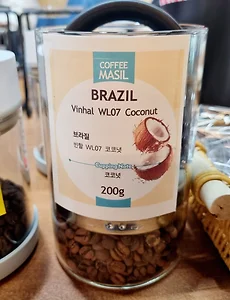 COFFEE
MASIL
BRAZIL
Vinhal WL07 Coconut
브라질
빈할 WL07 코코넛
Cupping Notes
코코넛
200g